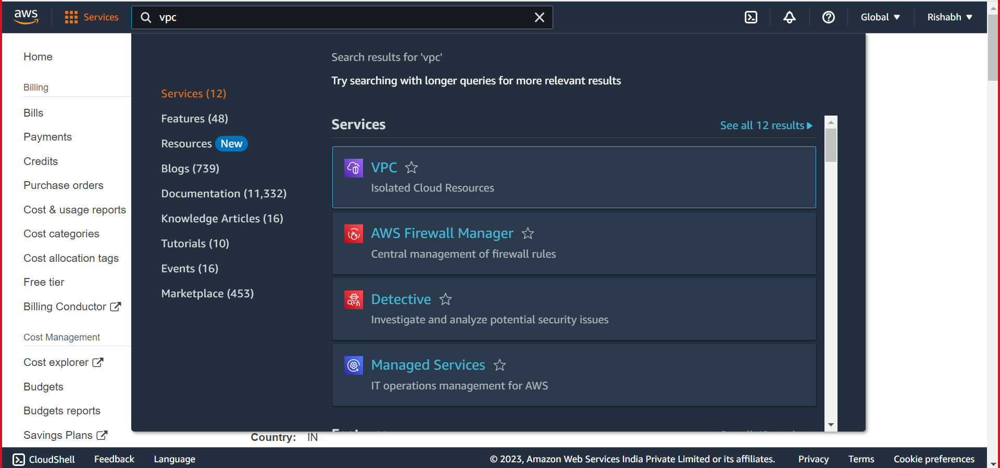 aws
Services
vpc
Global
Rishabh
Home
Billing
Bills
Payments
Credits
Purchase orders
Cost & usage reports
Cost categories
Cost allocation tags
Free tier
Billing Conductor
Cost Management
Cost explorer
Budgets
Budgets reports
Savings Plans
Services (12)
Features (48)
Resources New
Blogs (739)
Documentation (11,332)
Knowledge Articles (16)
Tutorials (10)
Events (16)
Marketplace (453)
Search results for 'vpc'
Try searching with longer queries for more relevant results
Services
See all 12 results
VPC
Isolated Cloud Resources
AWS Firewall Manager
Central management of firewall rules
Detective
Investigate and analyze potential security issues
Managed Services
IT operations management for AWS
Country: IN
CloudShell
Feedback
Language
© 2023, Amazon Web Services India Private Limited or its affiliates.
Privacy
Terms
Cookie preferences